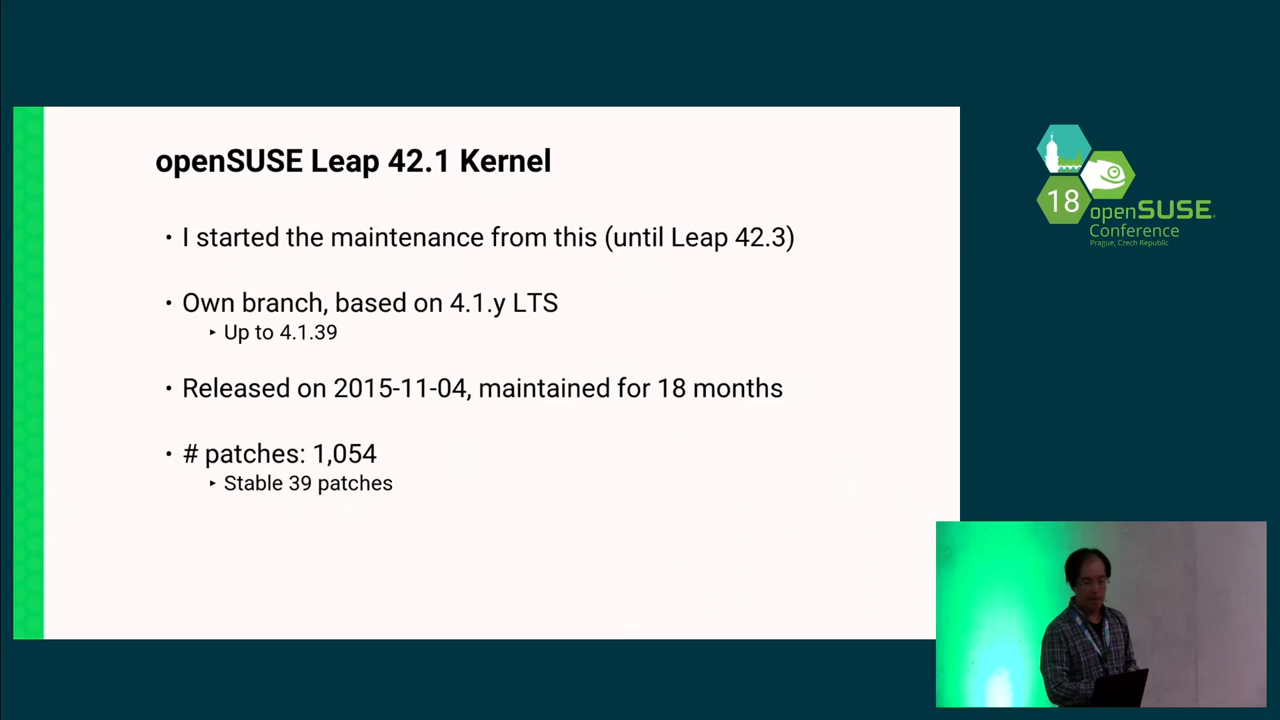 openSUSE Leap 42.1 Kernel
• I started the maintenance from this (until Leap 42.3)
• Own branch, based on 4.1.y LTS
▸ Up to 4.1.39
• Released on 2015-11-04, maintained for 18 months
• # patches: 1,054
▸ Stable 39 patches
18
openSUSE
Conference
Prague, Czech Republic